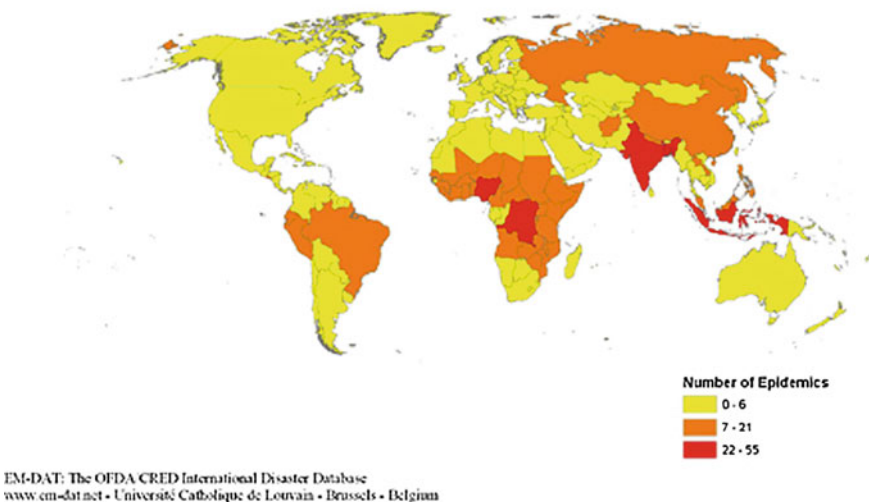 Number of Epidemics
0 - 6
7 - 21
22 - 55
EM-DAT: The OFDA/CRED International Disaster Database
www.em-dat.net - Université Catholique de Louvain - Brussels - Belgium